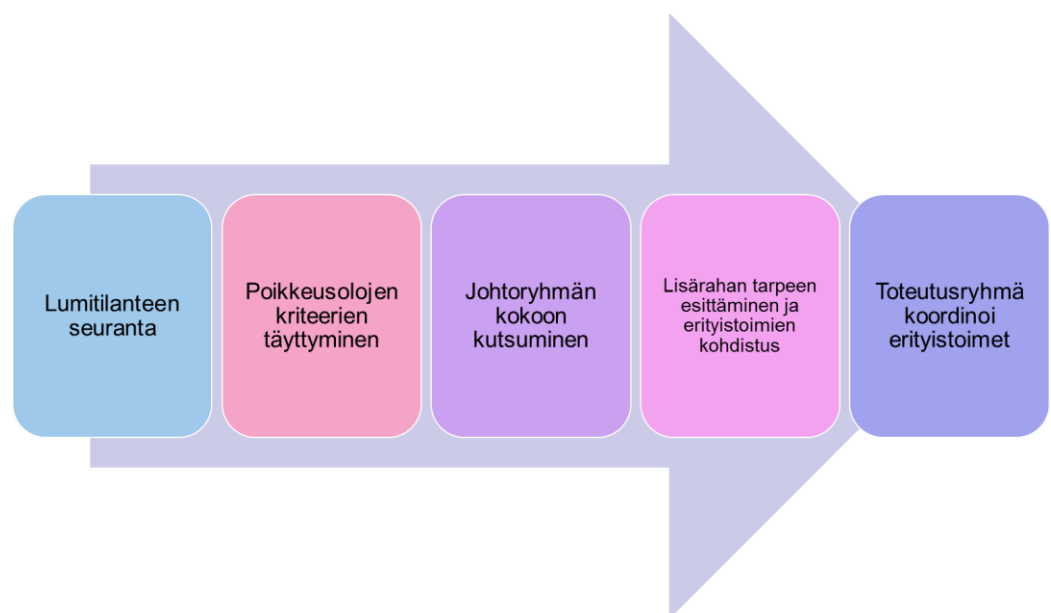 Lumitilanteen
seuranta
Poikkeusolojen
kriteerien
täyttyminen
Johtoryhmän
kokoon
kutsuminen
Lisärahan tarpeen
esittäminen ja
erityistoimien
kohdistus
Toteutusryhmä
koordinoi
erityistoimet